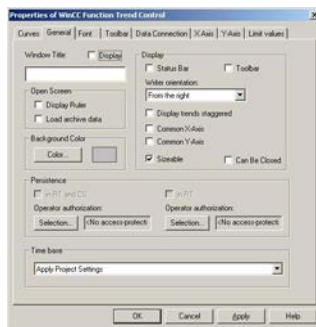 Properties of WinCC Function Trend Control
Curves General Font Toolbar Data Connection X Axis Y-Axis Limit values
Window Title: Display
Display
Status Bar Toolbar
Writer orientation:
From the right
Open Screen
Display Ruler
Load archive data
Display trends staggered
Common X-Axis
Common Y-Axis
Background Color
Color...
Sizeable Can Be Closed
Persistence
in RT and CS in RT
Operator authorization: Operator authorization:
Selection... <No access-protecti Selection... <No access-protecti
Time base
Apply Project Settings
OK Cancel Apply Help